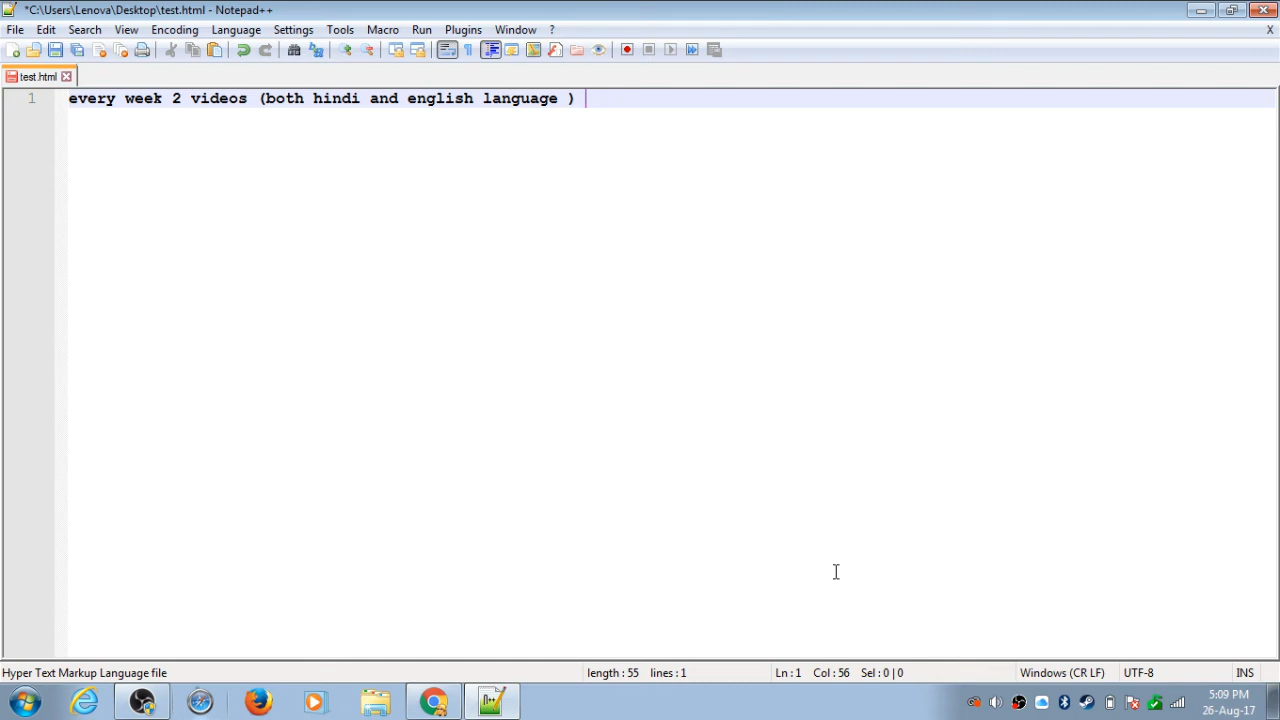 *C:\Users\Lenova\Desktop\test.html - Notepad++
File Edit Search View Encoding Language Settings Tools Macro Run Plugins Window ? X
test.html
1 every week 2 videos (both hindi and english language )
Hyper Text Markup Language file length : 55 lines : 1 Ln : 1 Col : 56 Sel : 0 | 0 Windows (CR LF) UTF-8 INS
5:09 PM
26-Aug-17